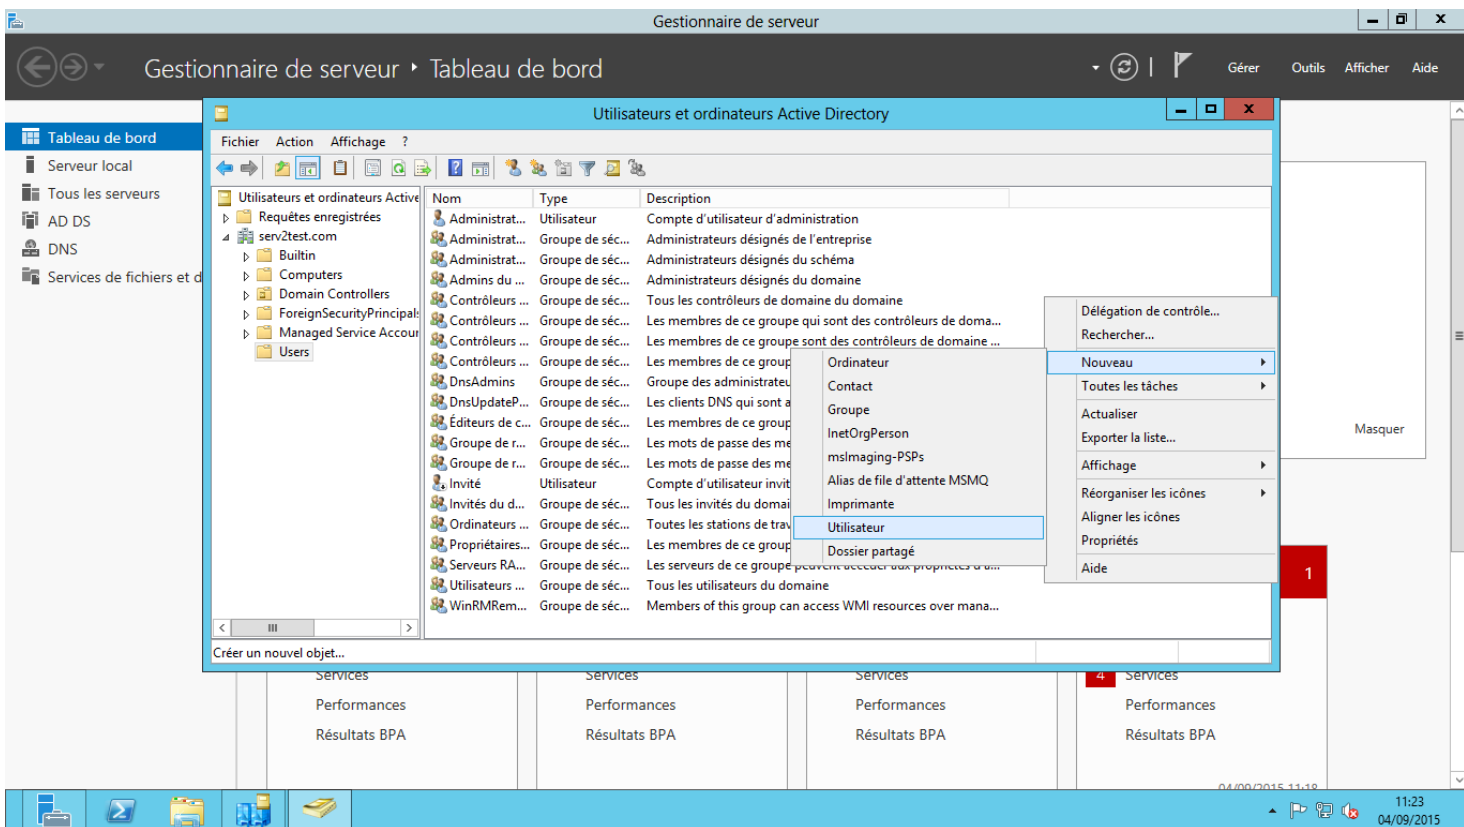 Gestionnaire de serveur
Gestionnaire de serveur • Tableau de bord
Gérer Outils Afficher Aide
Tableau de bord
Serveur local
Tous les serveurs
AD DS
DNS
Services de fichiers et d
Utilisateurs et ordinateurs Active Directory
Fichier Action Affichage ?
Utilisateurs et ordinateurs Active
Requêtes enregistrées
serv2test.com
Builtin
Computers
Domain Controllers
ForeignSecurityPrincipal
Managed Service Accour
Users
Nom Type Description
Administrat... Utilisateur Compte d'utilisateur d'administration
Administrat... Groupe de séc... Administrateurs désignés de l'entreprise
Administrat... Groupe de séc... Administrateurs désignés du schéma
Admins du ... Groupe de séc... Administrateurs désignés du domaine
Contrôleurs ... Groupe de séc... Tous les contrôleurs de domaine du domaine
Contrôleurs ... Groupe de séc... Les membres de ce groupe qui sont des contrôleurs de doma...
Contrôleurs ... Groupe de séc... Les membres de ce groupe sont des contrôleurs de domaine ...
Contrôleurs ... Groupe de séc... Les membres de ce group
DnsAdmins Groupe de séc... Groupe des administrateu
DnsUpdateP... Groupe de séc... Les clients DNS qui sont a
Éditeurs de c... Groupe de séc... Les membres de ce group
Groupe de r... Groupe de séc... Les mots de passe des me
Groupe de r... Groupe de séc... Les mots de passe des me
Invité Utilisateur Compte d'utilisateur invit
Invités du d... Groupe de séc... Tous les invités du domai
Ordinateurs ... Groupe de séc... Toutes les stations de trav
Propriétaires... Groupe de séc... Les membres de ce group
Serveurs RA... Groupe de séc... Les serveurs de ce groupe peuvent accéder aux propriétés d'a...
Utilisateurs ... Groupe de séc... Tous les utilisateurs du domaine
WinRMRem... Groupe de séc... Members of this group can access WMI resources over mana...
Ordinateur
Contact
Groupe
InetOrgPerson
msImaging-PSPs
Alias de file d'attente MSMQ
Imprimante
Utilisateur
Dossier partagé
Délégation de contrôle...
Rechercher...
Nouveau
Toutes les tâches
Actualiser
Exporter la liste...
Affichage
Réorganiser les icônes
Aligner les icônes
Propriétés
Aide
Masquer
1
Créer un nouvel objet...
Services Services Services 4 Services
Performances Performances Performances Performances
Résultats BPA Résultats BPA Résultats BPA Résultats BPA
04/09/2015 11:18
11:23
04/09/2015